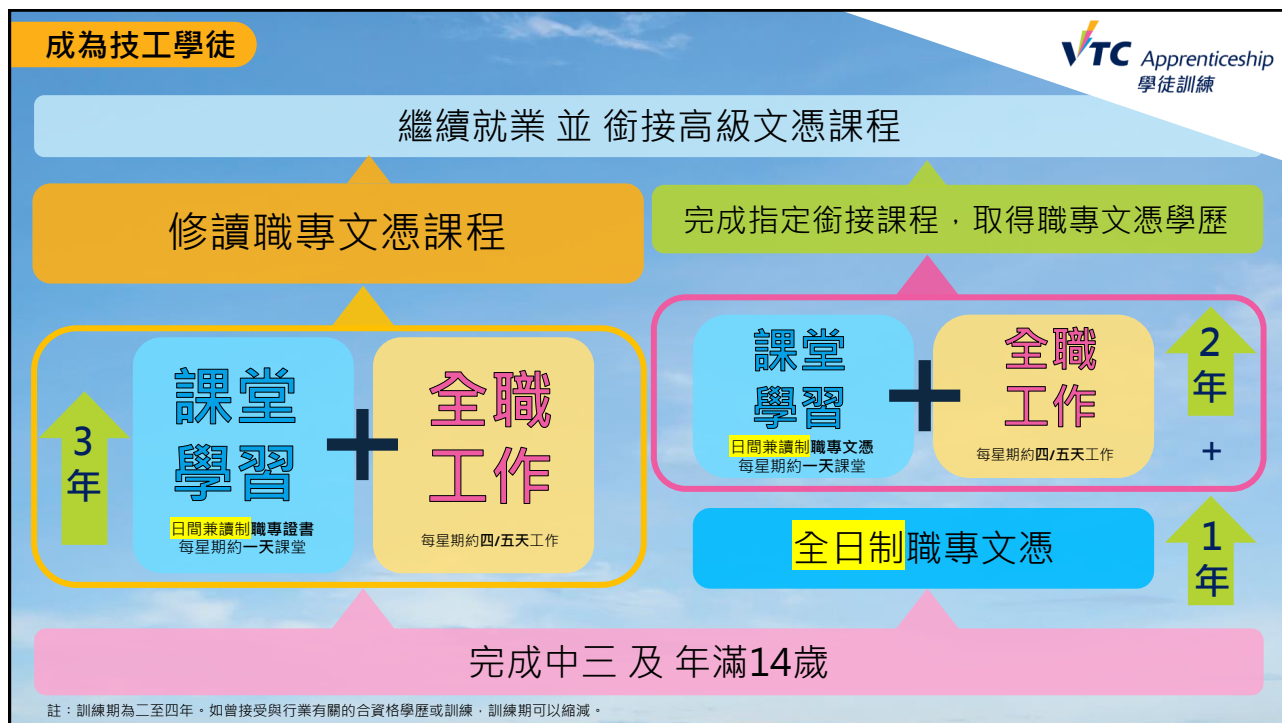 成為技工學徒
VTC Apprenticeship
學徒訓練
繼續就業 並 銜接高級文憑課程
修讀職專文憑課程
完成指定銜接課程，取得職專文憑學歷
3
年
課堂
學習
日間兼讀制職專證書
每星期約一天課堂
+
全職
工作
每星期約四/五天工作
課堂
學習
日間兼讀制職專文憑
每星期約一天課堂
+
全職
工作
每星期約四/五天工作
2
年
+
全日制職專文憑
1
年
完成中三 及 年滿14歲
註：訓練期為二至四年。如曾接受與行業有關的合資格學歷或訓練，訓練期可以縮減。